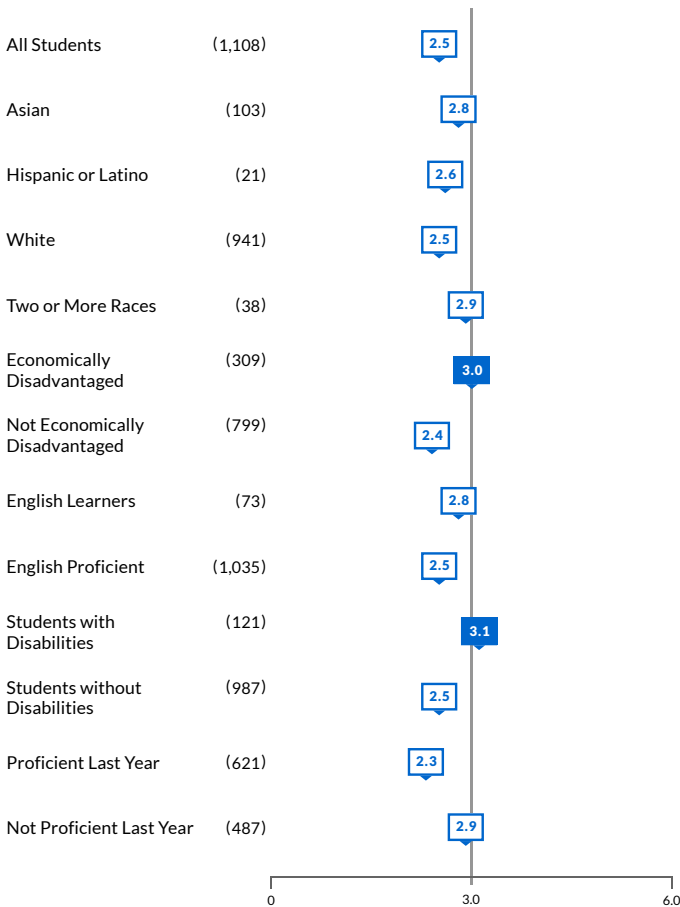 All Students (1,108) 2.5
Asian (103) 2.8
Hispanic or Latino (21) 2.6
White (941) 2.5
Two or More Races (38) 2.9
Economically (309) 3.0
Disadvantaged
Not Economically (799) 2.4
Disadvantaged
English Learners (73) 2.8
English Proficient (1,035) 2.5
Students with (121) 3.1
Disabilities
Students without (987) 2.5
Disabilities
Proficient Last Year (621) 2.3
Not Proficient Last Year (487) 2.9
0 3.0 6.0